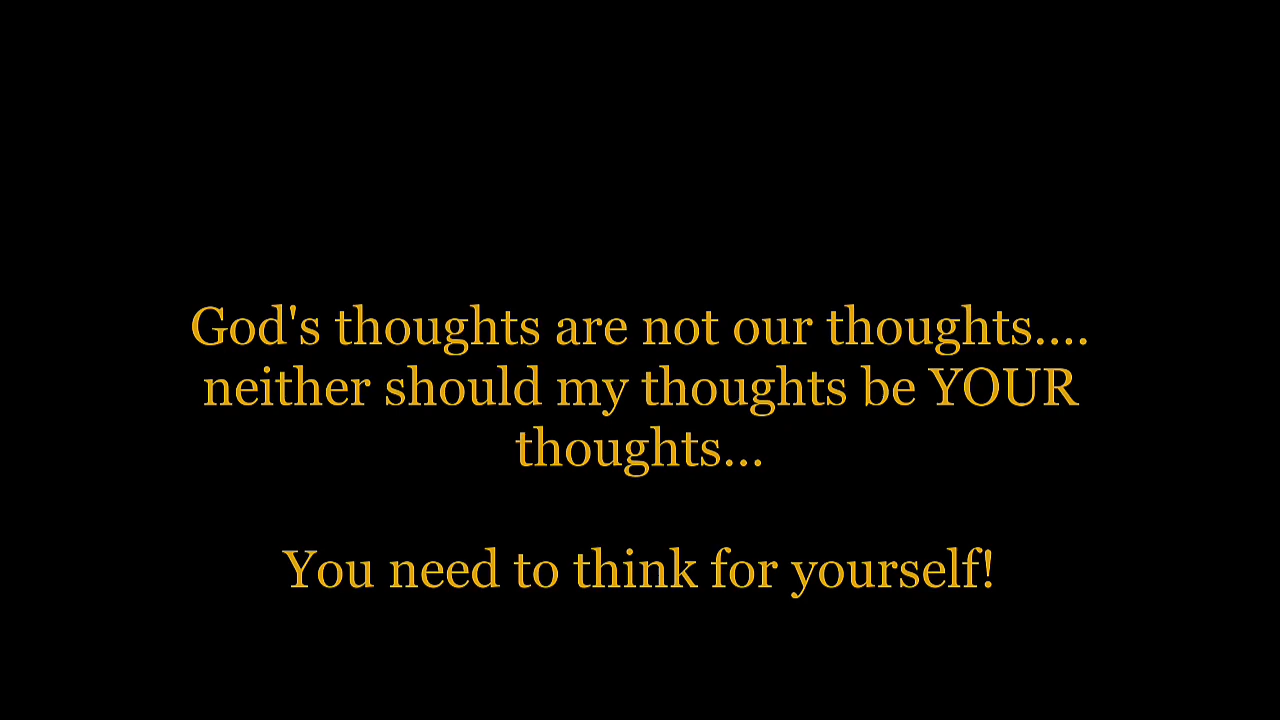 God's thoughts are not our thoughts....
neither should my thoughts be YOUR
thoughts...
You need to think for yourself!